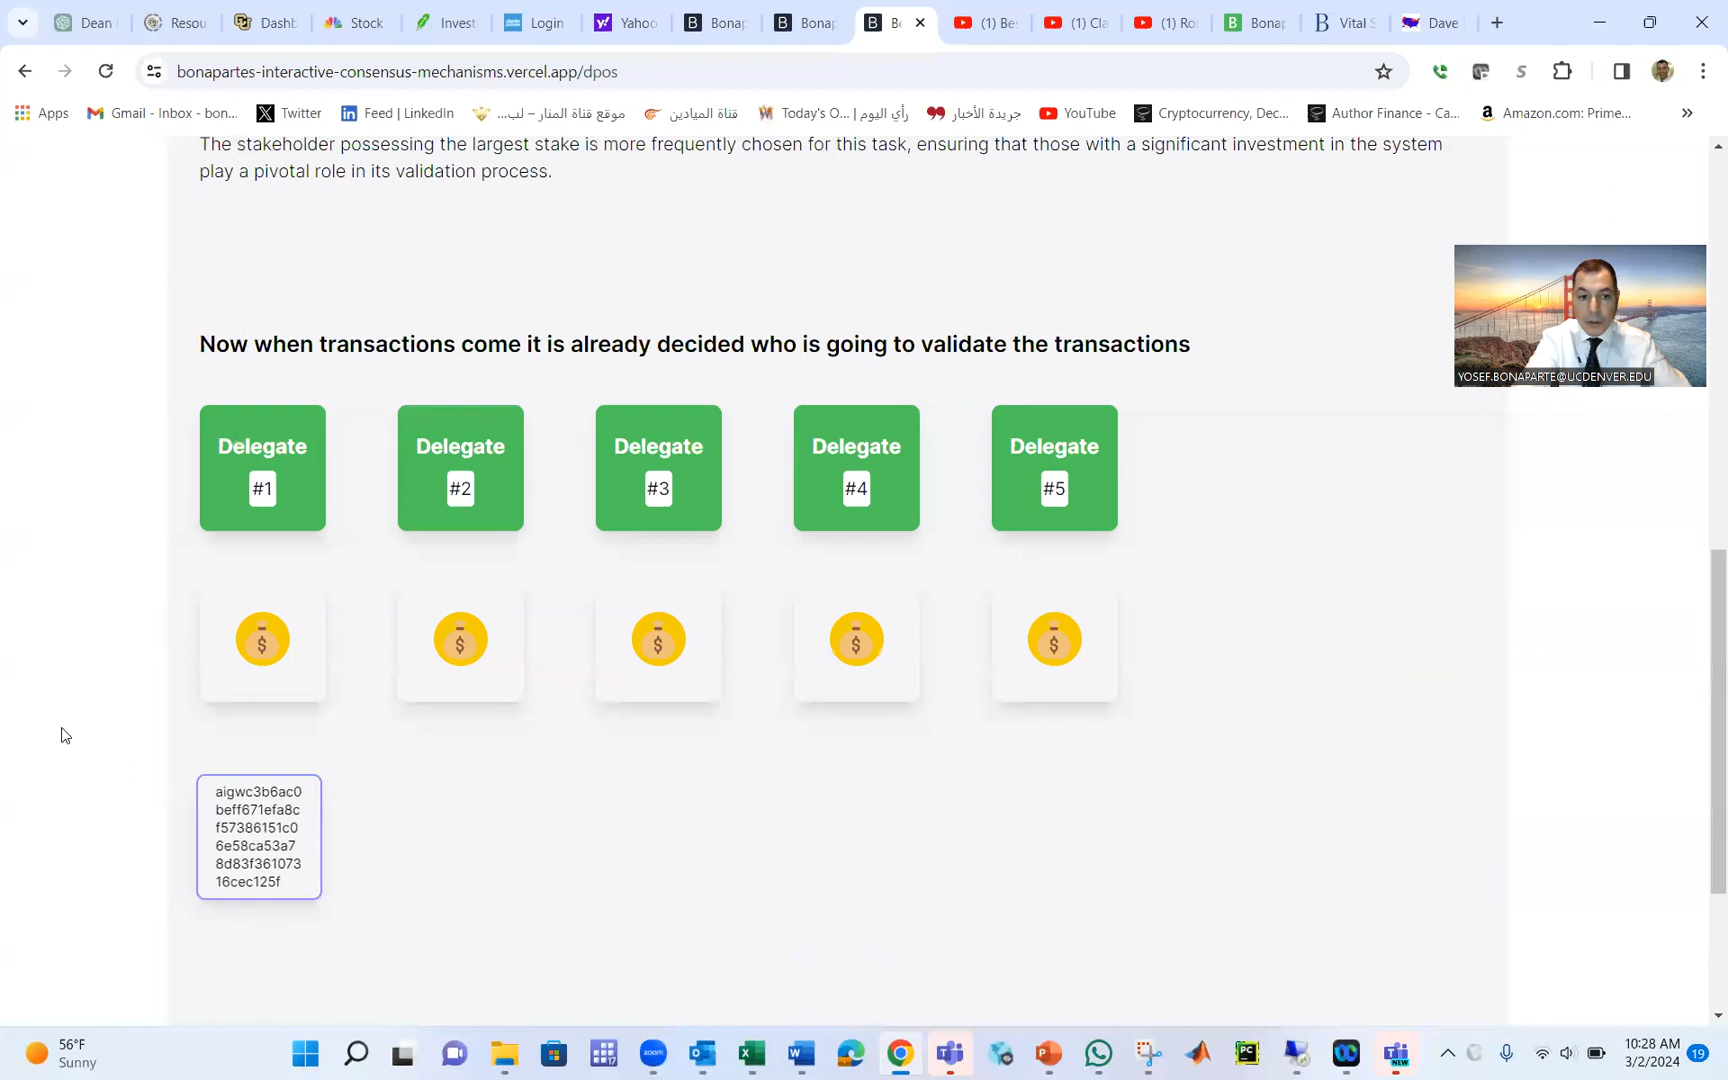 Dean
Resou
Dashb
Stock
Invest
Login
Yahoo
Bonap
Bonap
Bo
(1) Be
(1) Cla
(1) Ro
Bonap
Vital S
Dave
bonapartes-interactive-consensus-mechanisms.vercel.app/dpos
Apps
Gmail - Inbox - bon...
Twitter
Feed | LinkedIn
موقع قناة المنار – لب...
قناة الميادين
Today's O... | رأي اليوم
جريدة الأخبار
YouTube
Cryptocurrency, Dec...
Author Finance - Ca...
Amazon.com: Prime...
The stakeholder possessing the largest stake is more frequently chosen for this task, ensuring that those with a significant investment in the system
play a pivotal role in its validation process.
YOSEF.BONAPARTE@UCDENVER.EDU
Now when transactions come it is already decided who is going to validate the transactions
Delegate
#1
Delegate
#2
Delegate
#3
Delegate
#4
Delegate
#5
$
$
$
$
$
aigwc3b6ac0
beff671efa8c
f57386151c0
6e58ca53a7
8d83f361073
16cec125f
56°F
Sunny
zoom
17
PC
NEW
10:28 AM
3/2/2024
19